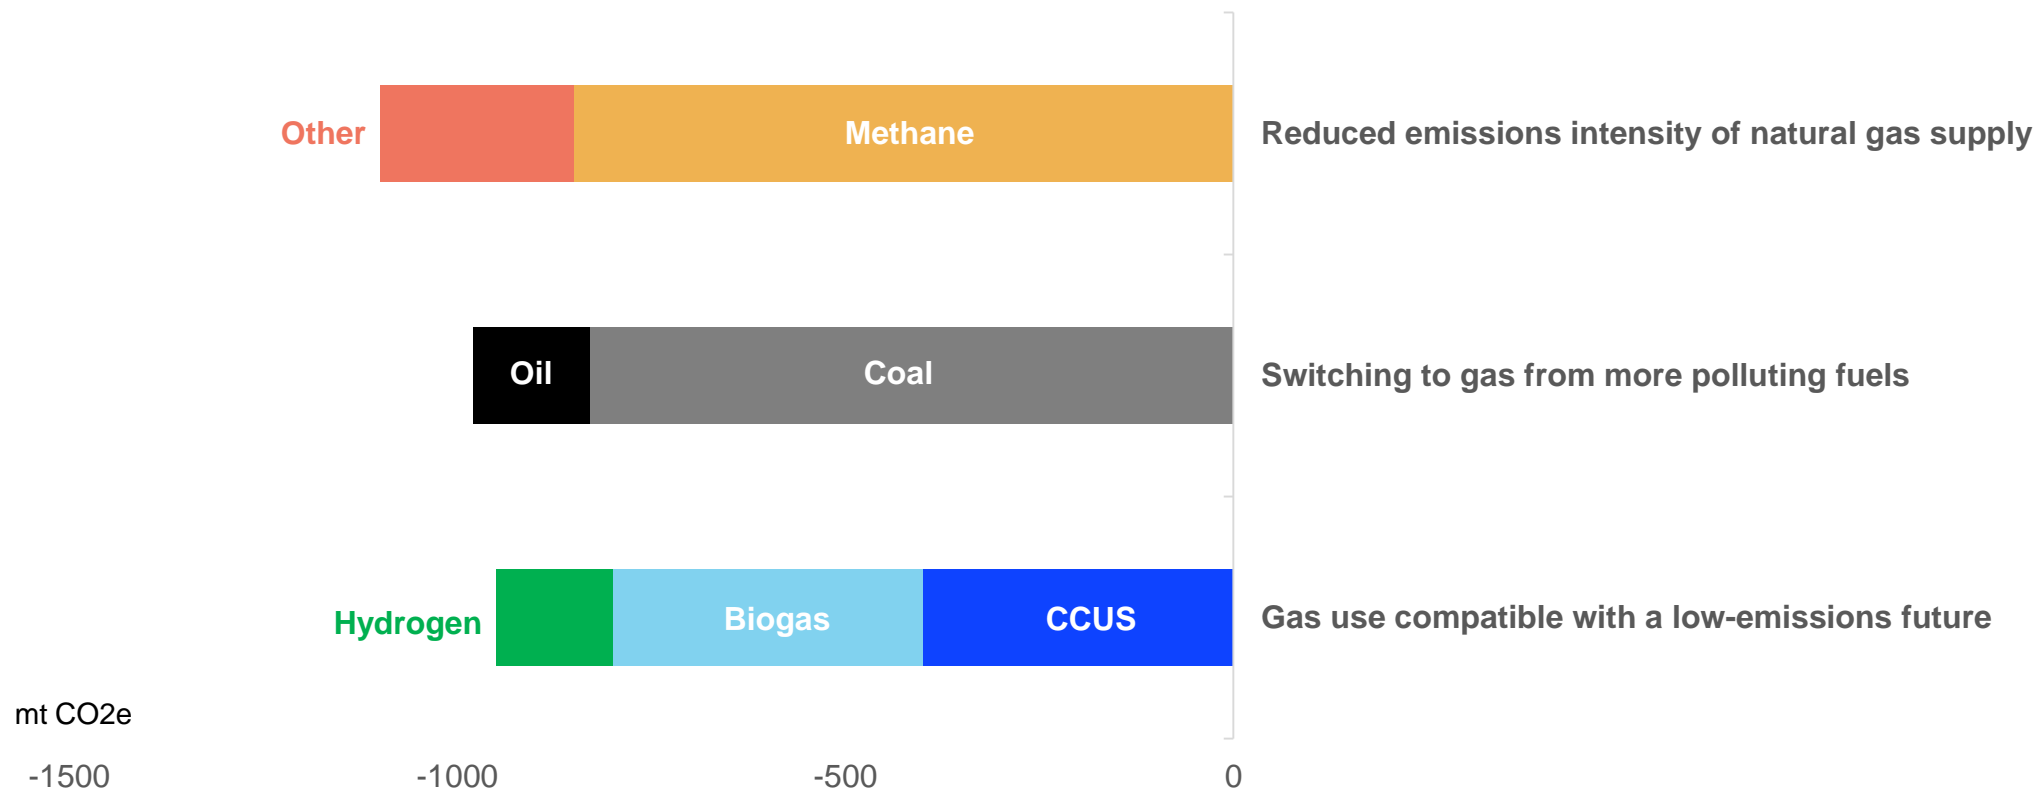 Other
Methane
Reduced emissions intensity of natural gas supply
Oil
Coal
Switching to gas from more polluting fuels
Hydrogen
Biogas
CCUS
Gas use compatible with a low-emissions future
mt CO2e
-1500
-1000
-500
0